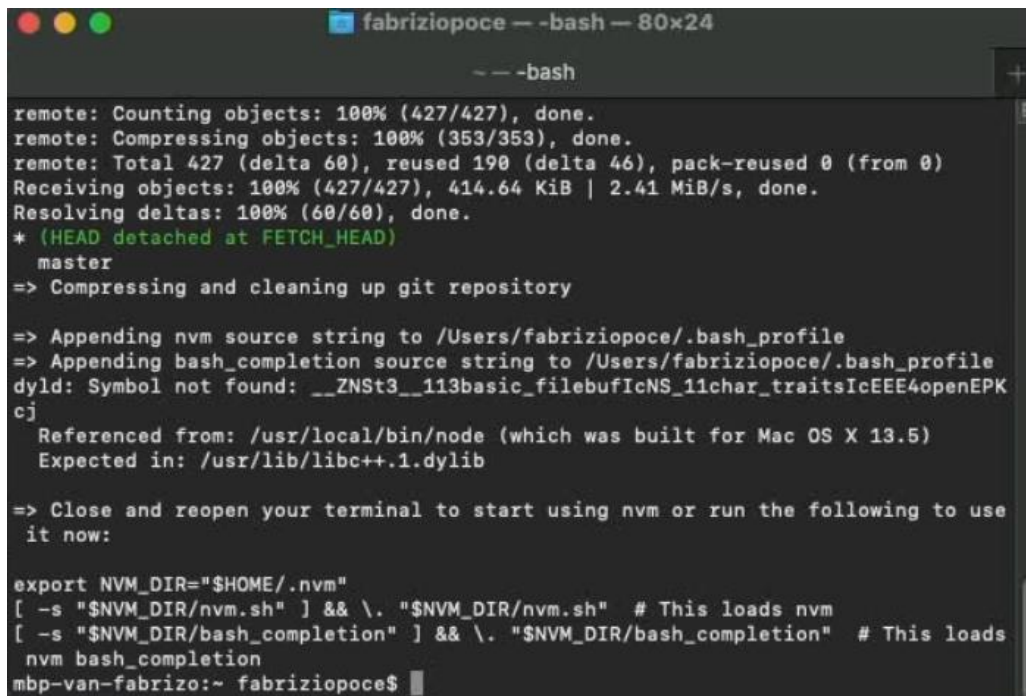 fabriziopoce — -bash — 80×24
~ — -bash
remote: Counting objects: 100% (427/427), done.
remote: Compressing objects: 100% (353/353), done.
remote: Total 427 (delta 60), reused 190 (delta 46), pack-reused 0 (from 0)
Receiving objects: 100% (427/427), 414.64 KiB | 2.41 MiB/s, done.
Resolving deltas: 100% (60/60), done.
* (HEAD detached at FETCH_HEAD)
  master
=> Compressing and cleaning up git repository

=> Appending nvm source string to /Users/fabriziopoce/.bash_profile
=> Appending bash_completion source string to /Users/fabriziopoce/.bash_profile
dyld: Symbol not found: __ZNSt3__113basic_filebufIcNS_11char_traitsIcEEE4openEPK
cj
  Referenced from: /usr/local/bin/node (which was built for Mac OS X 13.5)
  Expected in: /usr/lib/libc++.1.dylib

=> Close and reopen your terminal to start using nvm or run the following to use
 it now:

export NVM_DIR="$HOME/.nvm"
[ -s "$NVM_DIR/nvm.sh" ] && \. "$NVM_DIR/nvm.sh"  # This loads nvm
[ -s "$NVM_DIR/bash_completion" ] && \. "$NVM_DIR/bash_completion"  # This loads
 nvm bash_completion
mbp-van-fabrizo:~ fabriziopoce$